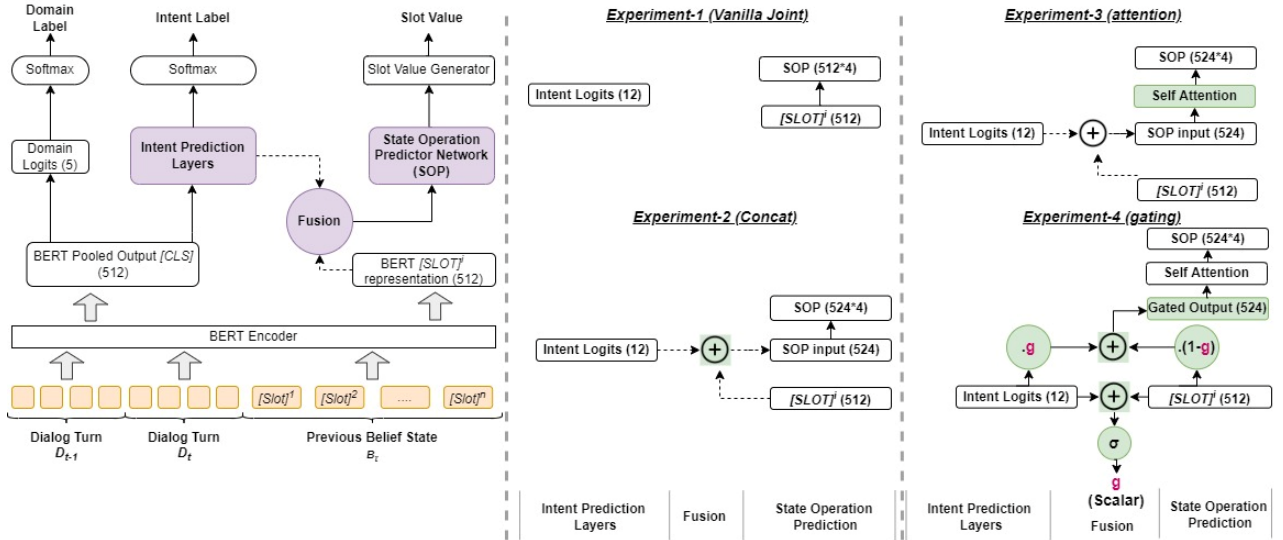 Domain
Label
Intent Label
Slot Value
Softmax
Softmax
Slot Value Generator
Domain
Logits (5)
Intent Prediction
Layers
State Operation
Predictor Network
(SOP)
Fusion
BERT Pooled Output [CLS]
(512)
BERT [SLOT]i
representation (512)
BERT Encoder
[Slot]1
[Slot]2
....
[Slot]n
Dialog Turn
Dt-1
Dialog Turn
Dt
Previous Belief State
Bt
Experiment-1 (Vanilla Joint)
SOP (512*4)
Intent Logits (12)
[SLOT]i (512)
Experiment-2 (Concat)
SOP (524*4)
Intent Logits (12)
+
SOP input (524)
[SLOT]i (512)
Intent Prediction
Layers
Fusion
State Operation
Prediction
Experiment-3 (attention)
SOP (524*4)
Self Attention
Intent Logits (12)
+
SOP input (524)
[SLOT]i (512)
Experiment-4 (gating)
SOP (524*4)
Self Attention
Gated Output (524)
.g
+
.(1-g)
Intent Logits (12)
+
[SLOT]i (512)
σ
g
(Scalar)
Intent Prediction
Layers
Fusion
State Operation
Prediction